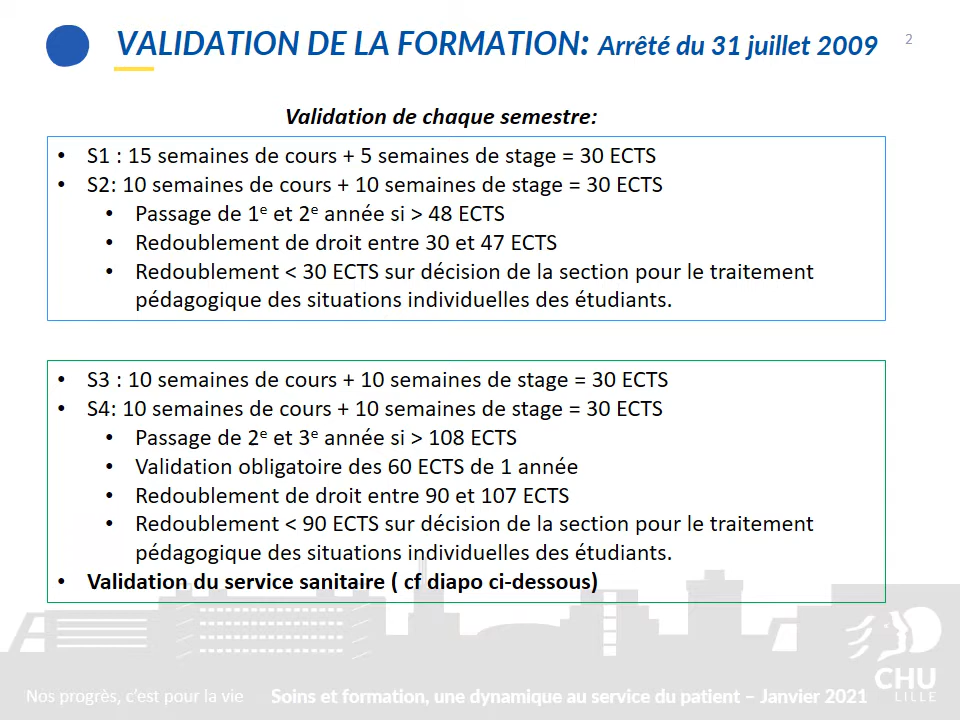 VALIDATION DE LA FORMATION: Arrêté du 31 juillet 2009
2
Validation de chaque semestre:
• S1 : 15 semaines de cours + 5 semaines de stage = 30 ECTS
• S2: 10 semaines de cours + 10 semaines de stage = 30 ECTS
• Passage de 1e et 2e année si > 48 ECTS
• Redoublement de droit entre 30 et 47 ECTS
• Redoublement < 30 ECTS sur décision de la section pour le traitement
pédagogique des situations individuelles des étudiants.
• S3 : 10 semaines de cours + 10 semaines de stage = 30 ECTS
• S4: 10 semaines de cours + 10 semaines de stage = 30 ECTS
• Passage de 2e et 3e année si > 108 ECTS
• Validation obligatoire des 60 ECTS de 1 année
• Redoublement de droit entre 90 et 107 ECTS
• Redoublement < 90 ECTS sur décision de la section pour le traitement
pédagogique des situations individuelles des étudiants.
• Validation du service sanitaire ( cf diapo ci-dessous)
Nos progrès, c'est pour la vie
Soins et formation, une dynamique au service du patient – Janvier 2021
CHU
LILLE